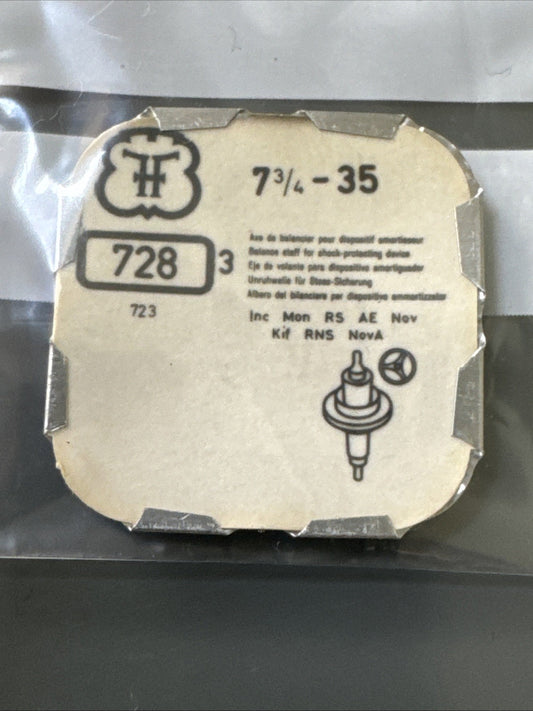 7 3/4 - 35
728 3
723
Axe de balancier pour dispositif amortisseur
Balance staff for shock-protecting device
Eje de volante para dispositivo amortiguador
Unruhwelle für Stoss-Sicherung
Albero del bilanciere per dispositivo ammortizzatore
Inc Mon RS AE Nov
Kif RNS NovA